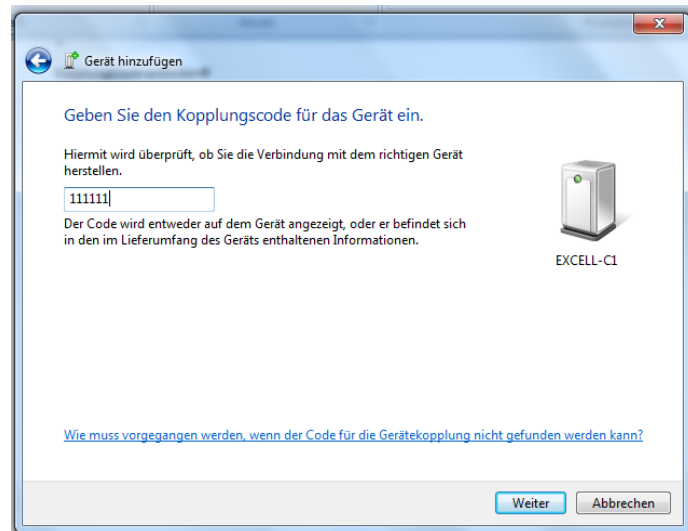 Gerät hinzufügen
Geben Sie den Kopplungscode für das Gerät ein.
Hiermit wird überprüft, ob Sie die Verbindung mit dem richtigen Gerät
herstellen.
111111
Der Code wird entweder auf dem Gerät angezeigt, oder er befindet sich
in den im Lieferumfang des Geräts enthaltenen Informationen.
EXCELL-C1
Wie muss vorgegangen werden, wenn der Code für die Gerätekopplung nicht gefunden werden kann?
Weiter
Abbrechen